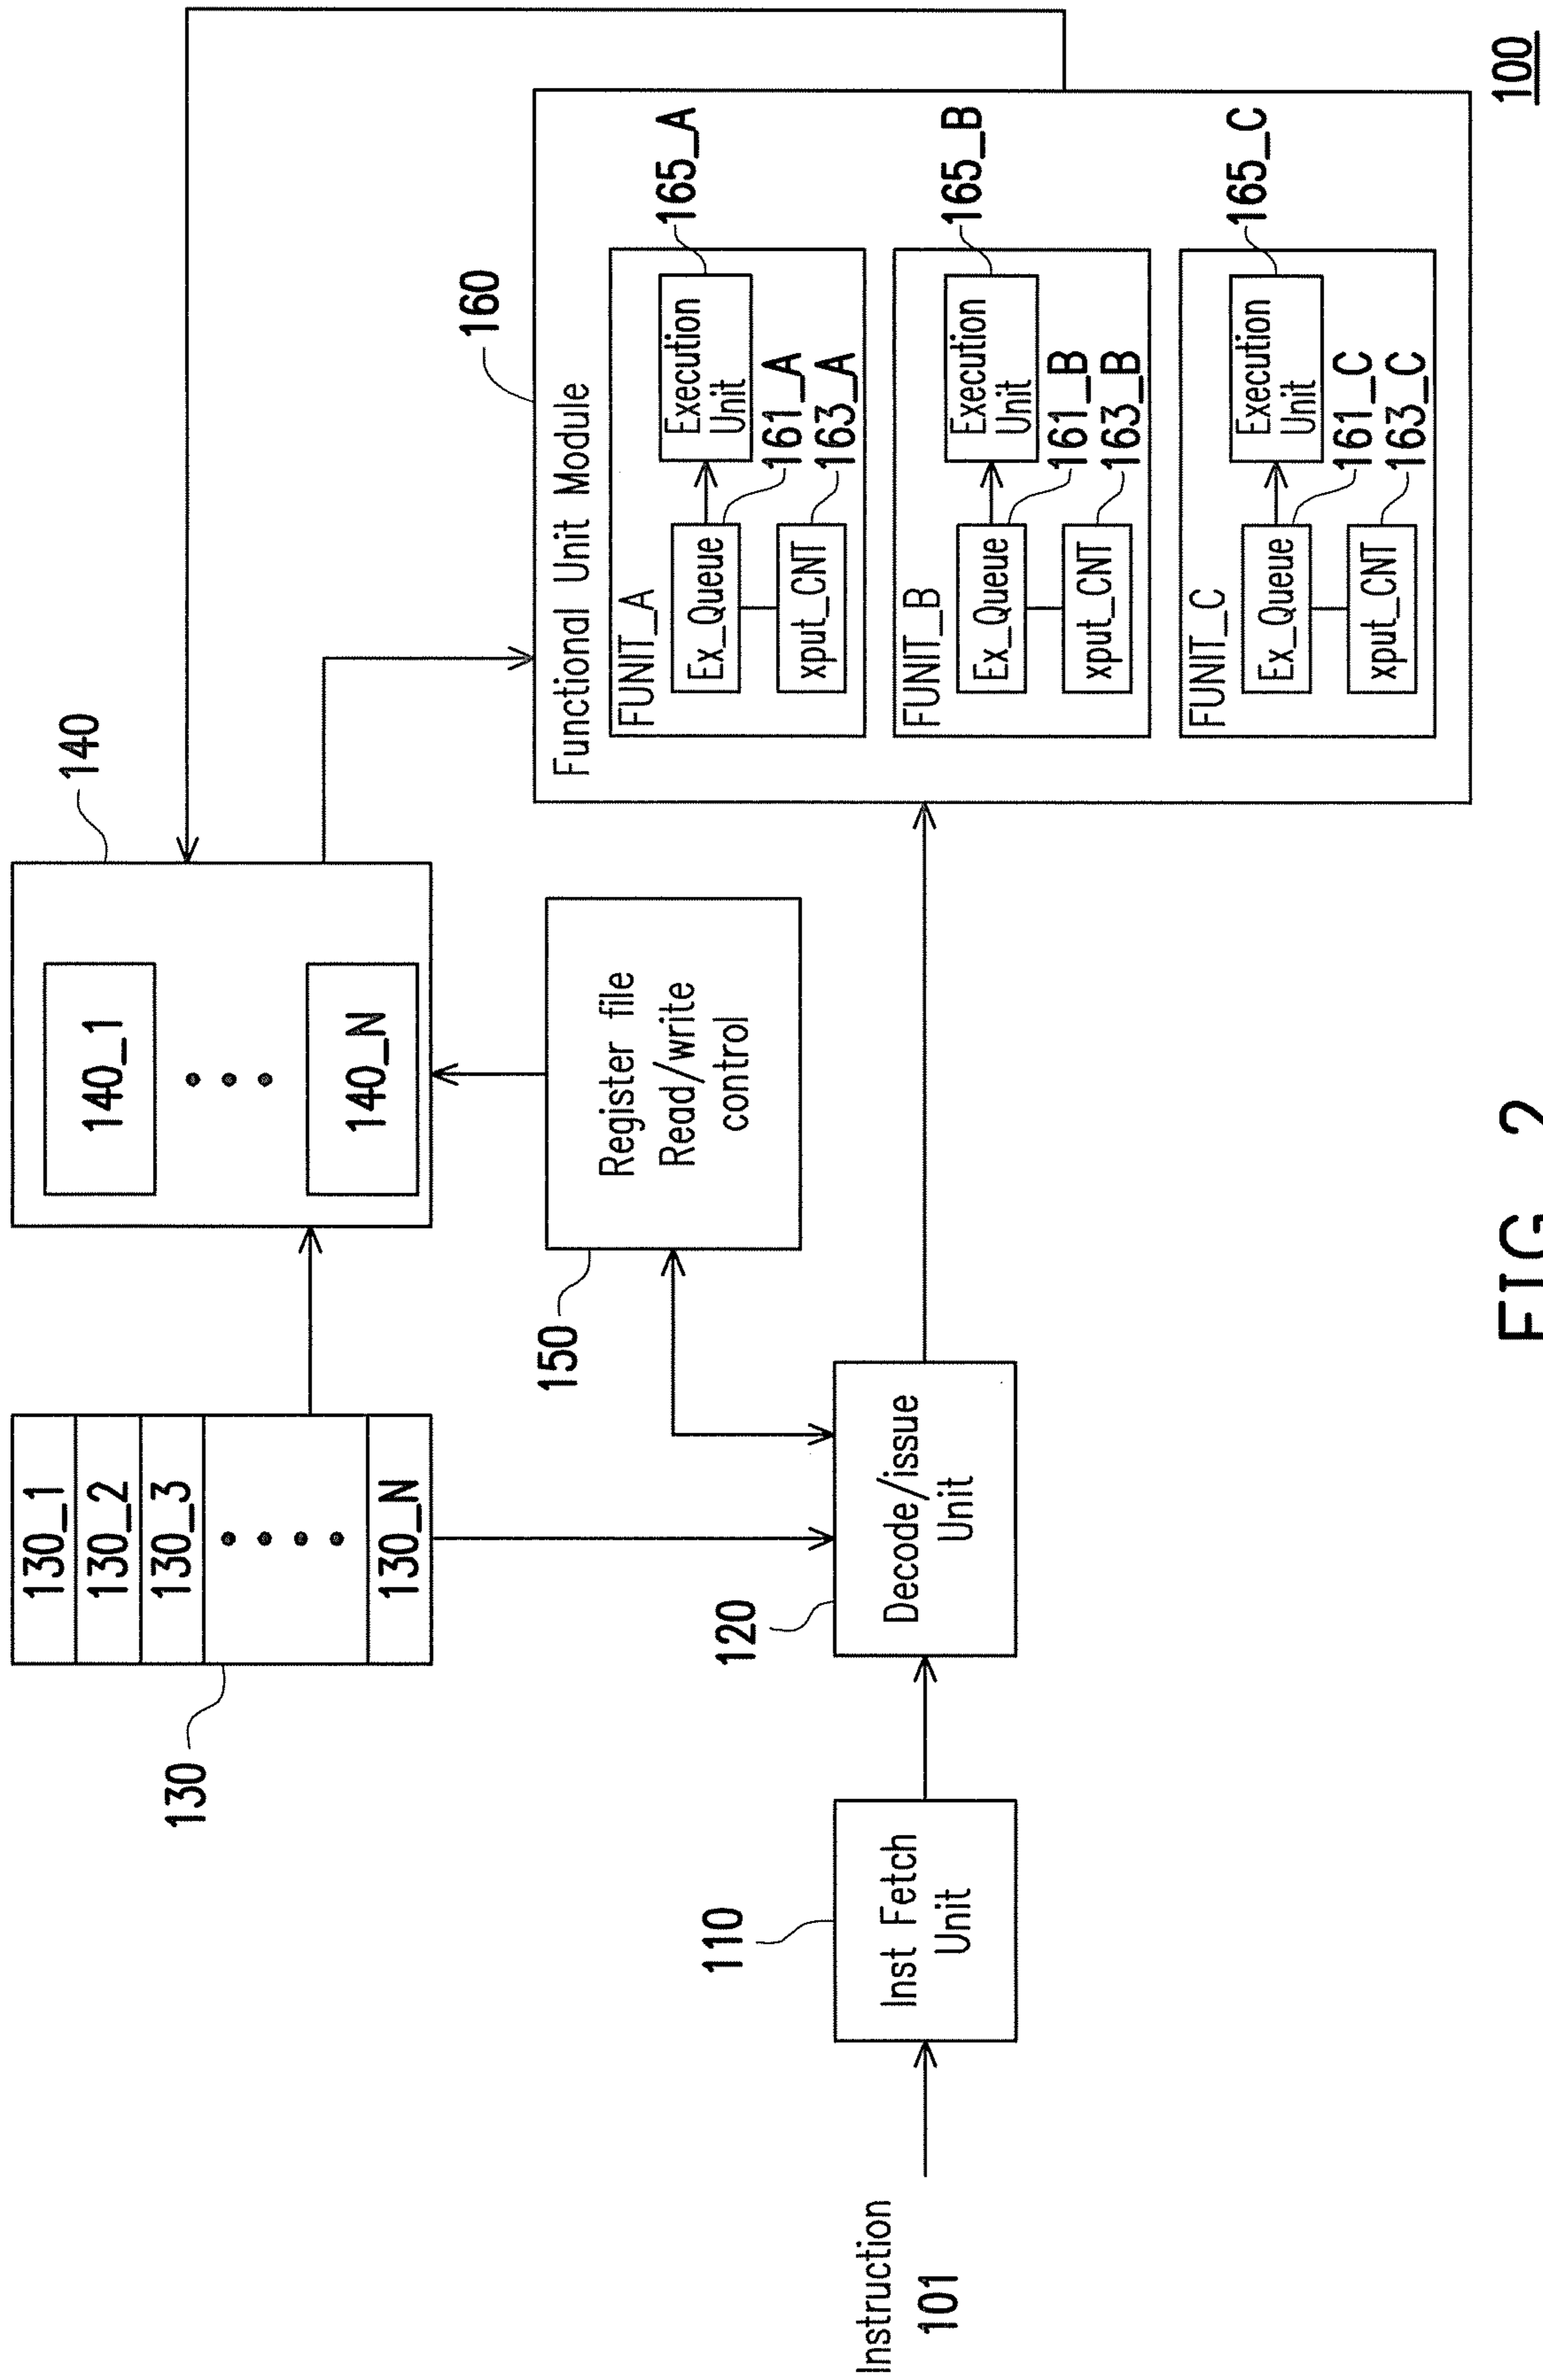 130_1
130_2
130_3
130_N
130
140
140_1
140_N
150
Register file
Read/write
control
160
Functional Unit Module
FUNIT_A
Ex_Queue
xput_CNT
Execution
Unit
165_A
161_A
163_A
FUNIT_B
Ex_Queue
xput_CNT
Execution
Unit
165_B
161_B
163_B
FUNIT_C
Ex_Queue
xput_CNT
Execution
Unit
165_C
161_C
163_C
Instruction
101
110
Inst Fetch
Unit
120
Decode/issue
Unit
100
FIG. 2